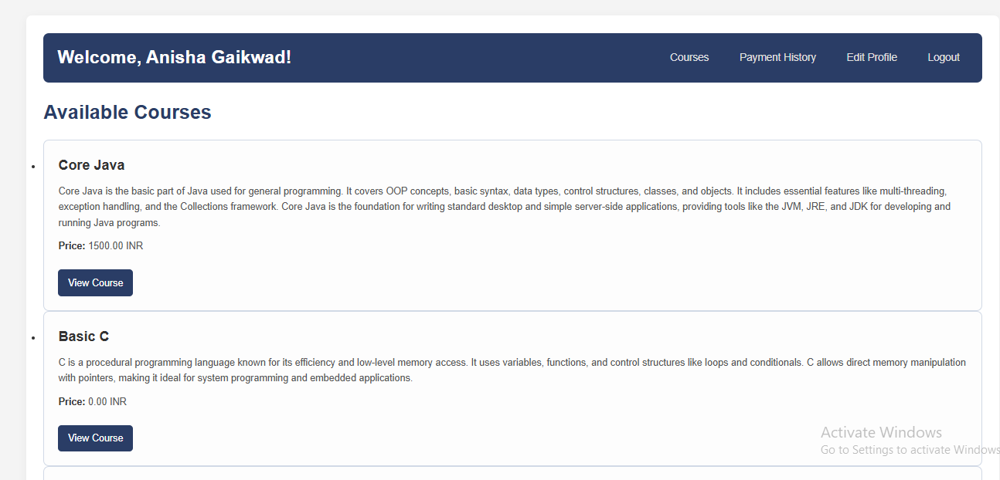 Welcome, Anisha Gaikwad!
Courses Payment History Edit Profile Logout
Available Courses
Core Java
Core Java is the basic part of Java used for general programming. It covers OOP concepts, basic syntax, data types, control structures, classes, and objects. It includes essential features like multi-threading,
exception handling, and the Collections framework. Core Java is the foundation for writing standard desktop and simple server-side applications, providing tools like the JVM, JRE, and JDK for developing and
running Java programs.
Price: 1500.00 INR
View Course
Basic C
C is a procedural programming language known for its efficiency and low-level memory access. It uses variables, functions, and control structures like loops and conditionals. C allows direct memory manipulation
with pointers, making it ideal for system programming and embedded applications.
Price: 0.00 INR
View Course
Activate Windows
Go to Settings to activate Windows